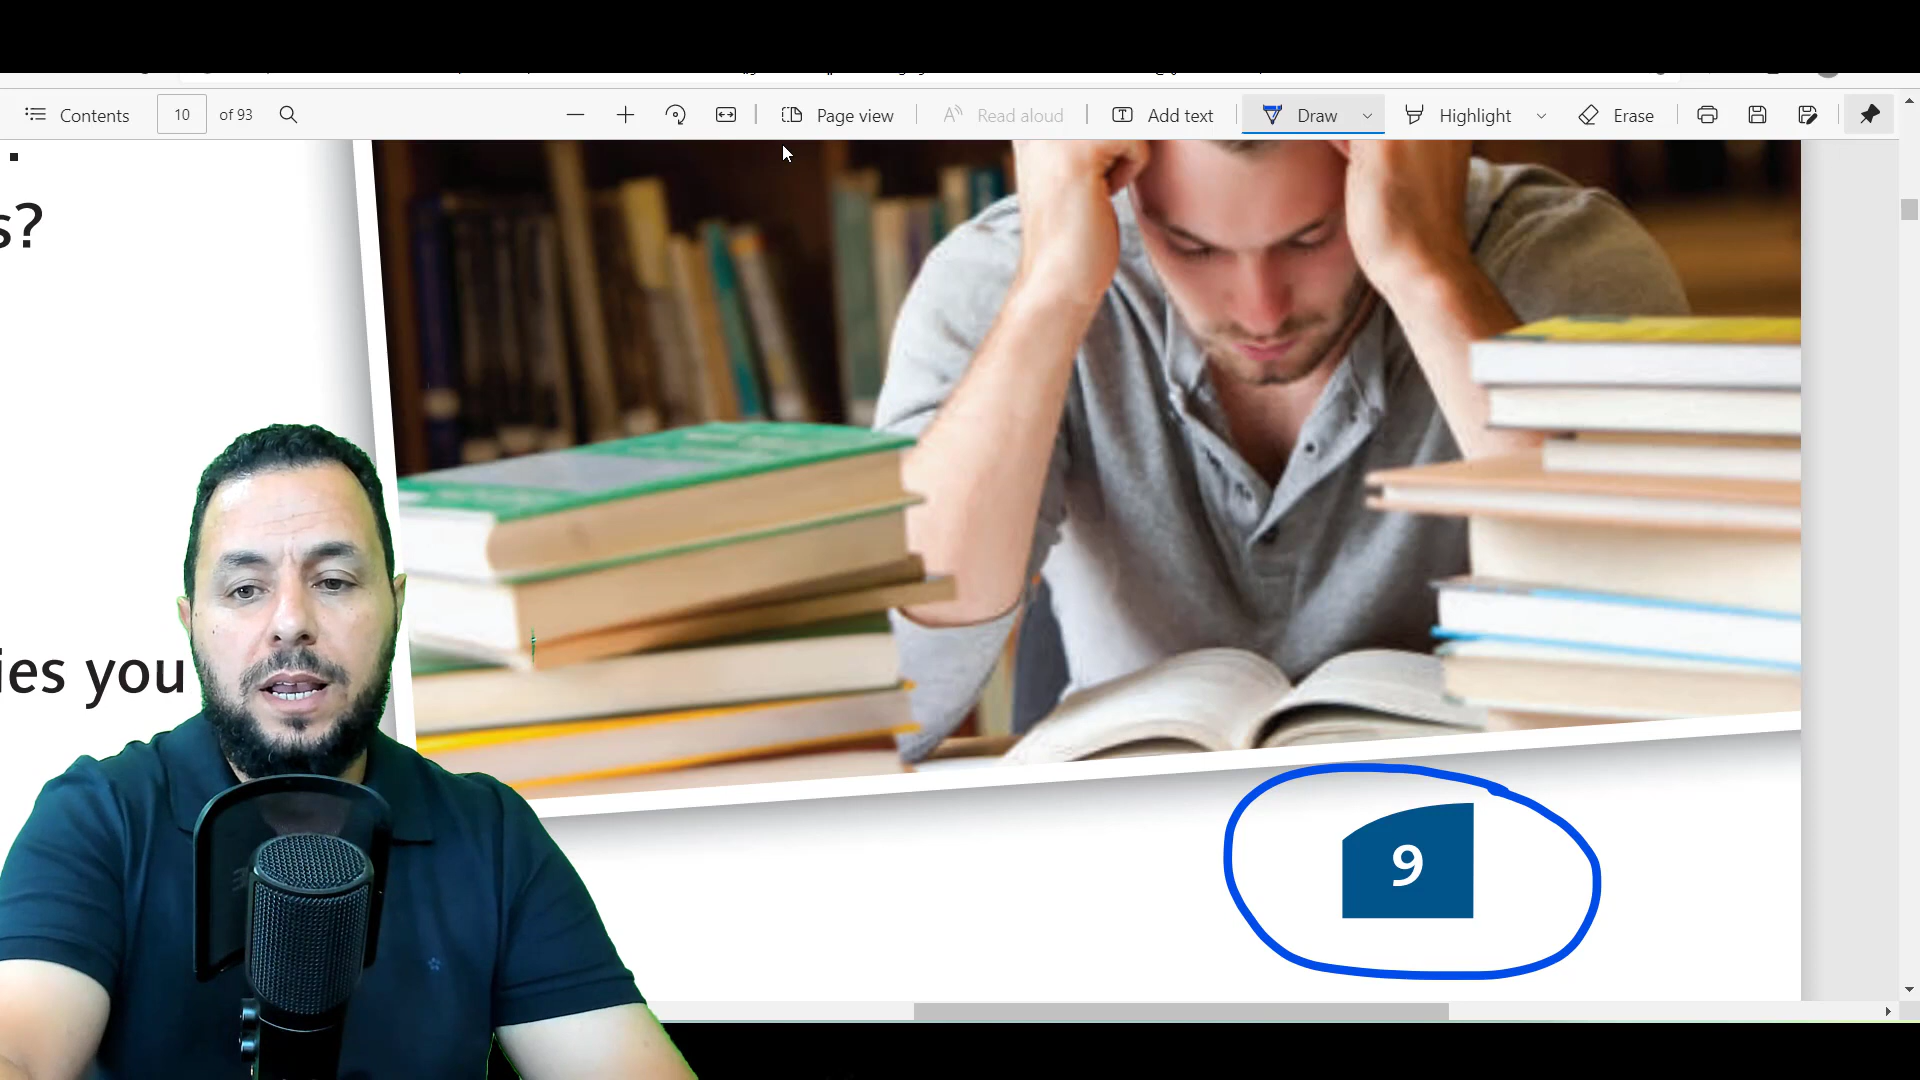 Contents 10 of 93 Page view Read aloud Add text Draw Highlight Erase
s?
ies you
9